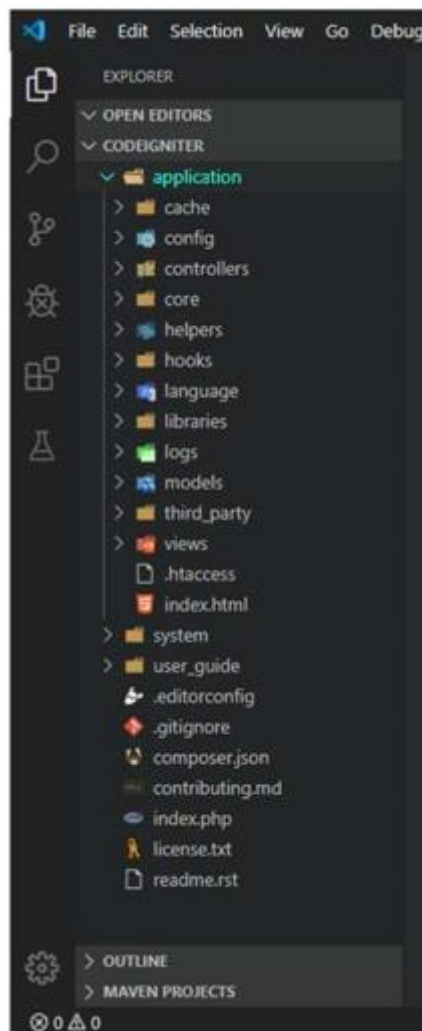 File Edit Selection View Go Debug
EXPLORER
OPEN EDITORS
CODEIGNITER
application
cache
config
controllers
core
helpers
hooks
language
libraries
logs
models
third_party
views
.htaccess
index.html
system
user_guide
.editorconfig
.gitignore
composer.json
contributing.md
index.php
license.txt
readme.rst
OUTLINE
MAVEN PROJECTS
0 0